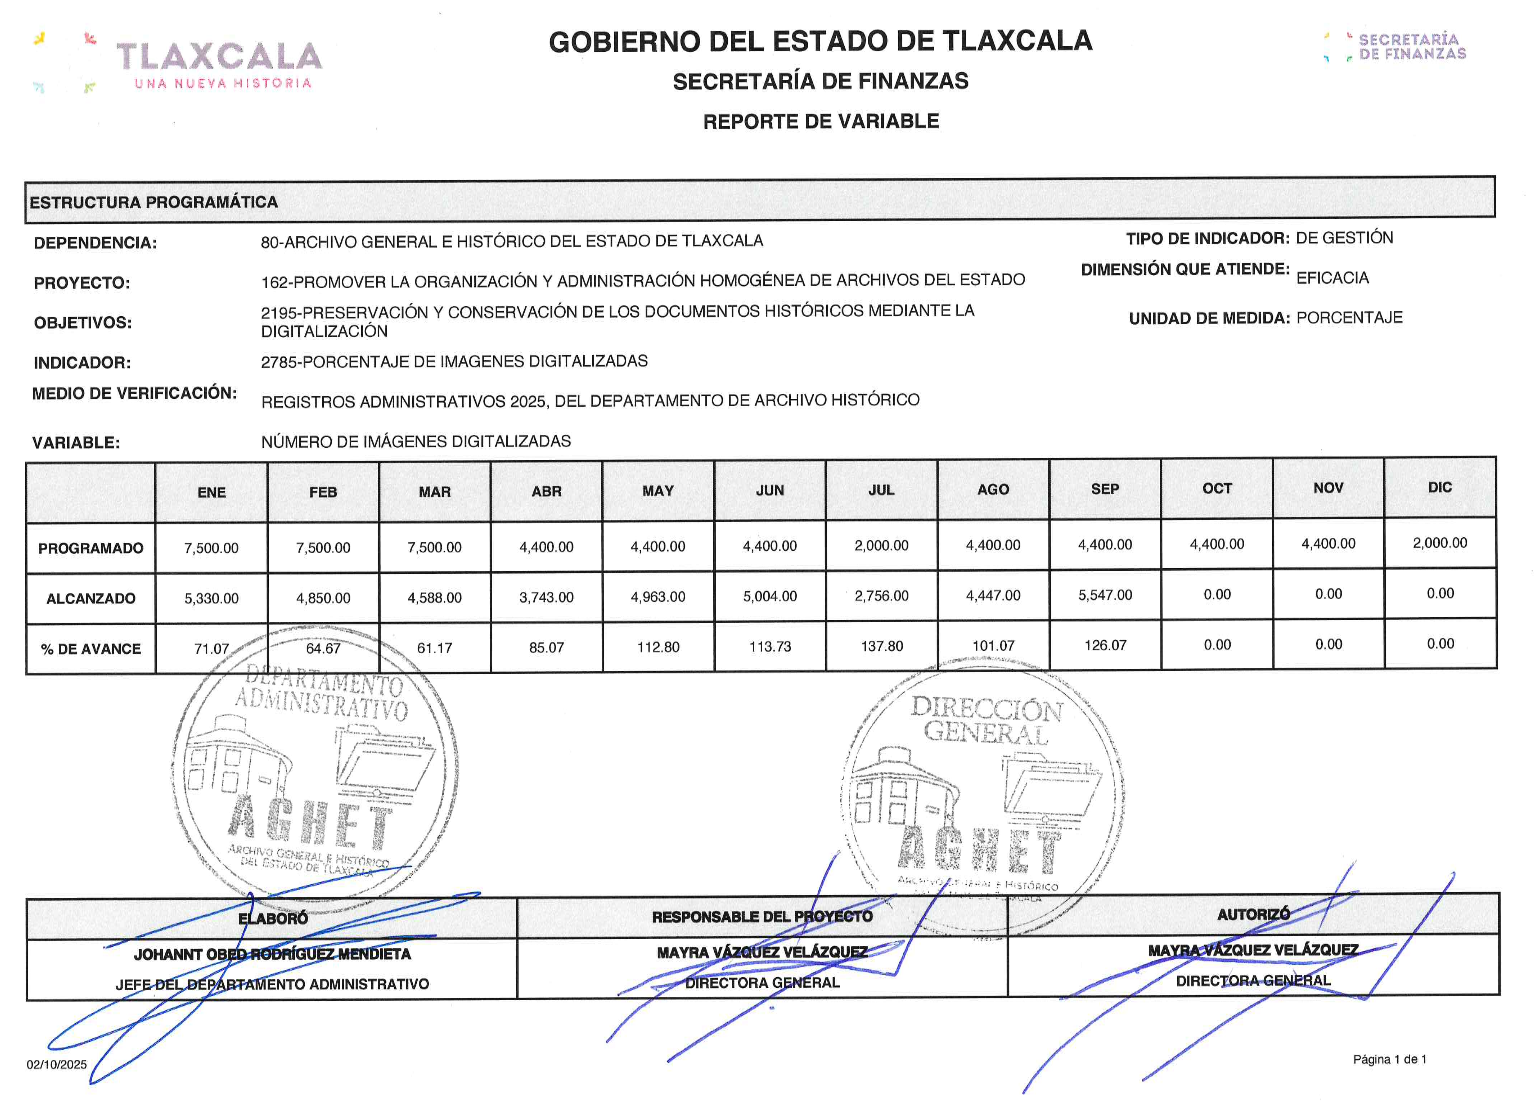 TLAXCALA
UNA NUEVA HISTORIA
GOBIERNO DEL ESTADO DE TLAXCALA
SECRETARÍA DE FINANZAS
REPORTE DE VARIABLE
SECRETARÍA
DE FINANZAS
ESTRUCTURA PROGRAMÁTICA
DEPENDENCIA: 80-ARCHIVO GENERAL E HISTÓRICO DEL ESTADO DE TLAXCALA TIPO DE INDICADOR: DE GESTIÓN
PROYECTO: 162-PROMOVER LA ORGANIZACIÓN Y ADMINISTRACIÓN HOMOGÉNEA DE ARCHIVOS DEL ESTADO DIMENSIÓN QUE ATIENDE: EFICACIA
OBJETIVOS: 2195-PRESERVACIÓN Y CONSERVACIÓN DE LOS DOCUMENTOS HISTÓRICOS MEDIANTE LA
DIGITALIZACIÓN UNIDAD DE MEDIDA: PORCENTAJE
INDICADOR: 2785-PORCENTAJE DE IMAGENES DIGITALIZADAS
MEDIO DE VERIFICACIÓN: REGISTROS ADMINISTRATIVOS 2025, DEL DEPARTAMENTO DE ARCHIVO HISTÓRICO
VARIABLE: NÚMERO DE IMÁGENES DIGITALIZADAS
ENE FEB MAR ABR MAY JUN JUL AGO SEP OCT NOV DIC
PROGRAMADO 7,500.00 7,500.00 7,500.00 4,400.00 4,400.00 4,400.00 2,000.00 4,400.00 4,400.00 4,400.00 4,400.00 2,000.00
ALCANZADO 5,330.00 4,850.00 4,588.00 3,743.00 4,963.00 5,004.00 2,756.00 4,447.00 5,547.00 0.00 0.00 0.00
% DE AVANCE 71.07 64.67 61.17 85.07 112.80 113.73 137.80 101.07 126.07 0.00 0.00 0.00
DEPARTAMENTO
ADMINISTRATIVO
AGHET
ARCHIVO GENERAL E HISTÓRICO
DEL ESTADO DE TLAXCALA
DIRECCIÓN
GENERAL
AGHET
ARCHIVO GENERAL E HISTÓRICO
ELABORÓ RESPONSABLE DEL PROYECTO AUTORIZÓ
JOHANNT OBED RODRÍGUEZ MENDIETA MAYRA VÁZQUEZ VELÁZQUEZ MAYRA VÁZQUEZ VELÁZQUEZ
JEFE DEL DEPARTAMENTO ADMINISTRATIVO DIRECTORA GENERAL DIRECTORA GENERAL
02/10/2025
Página 1 de 1